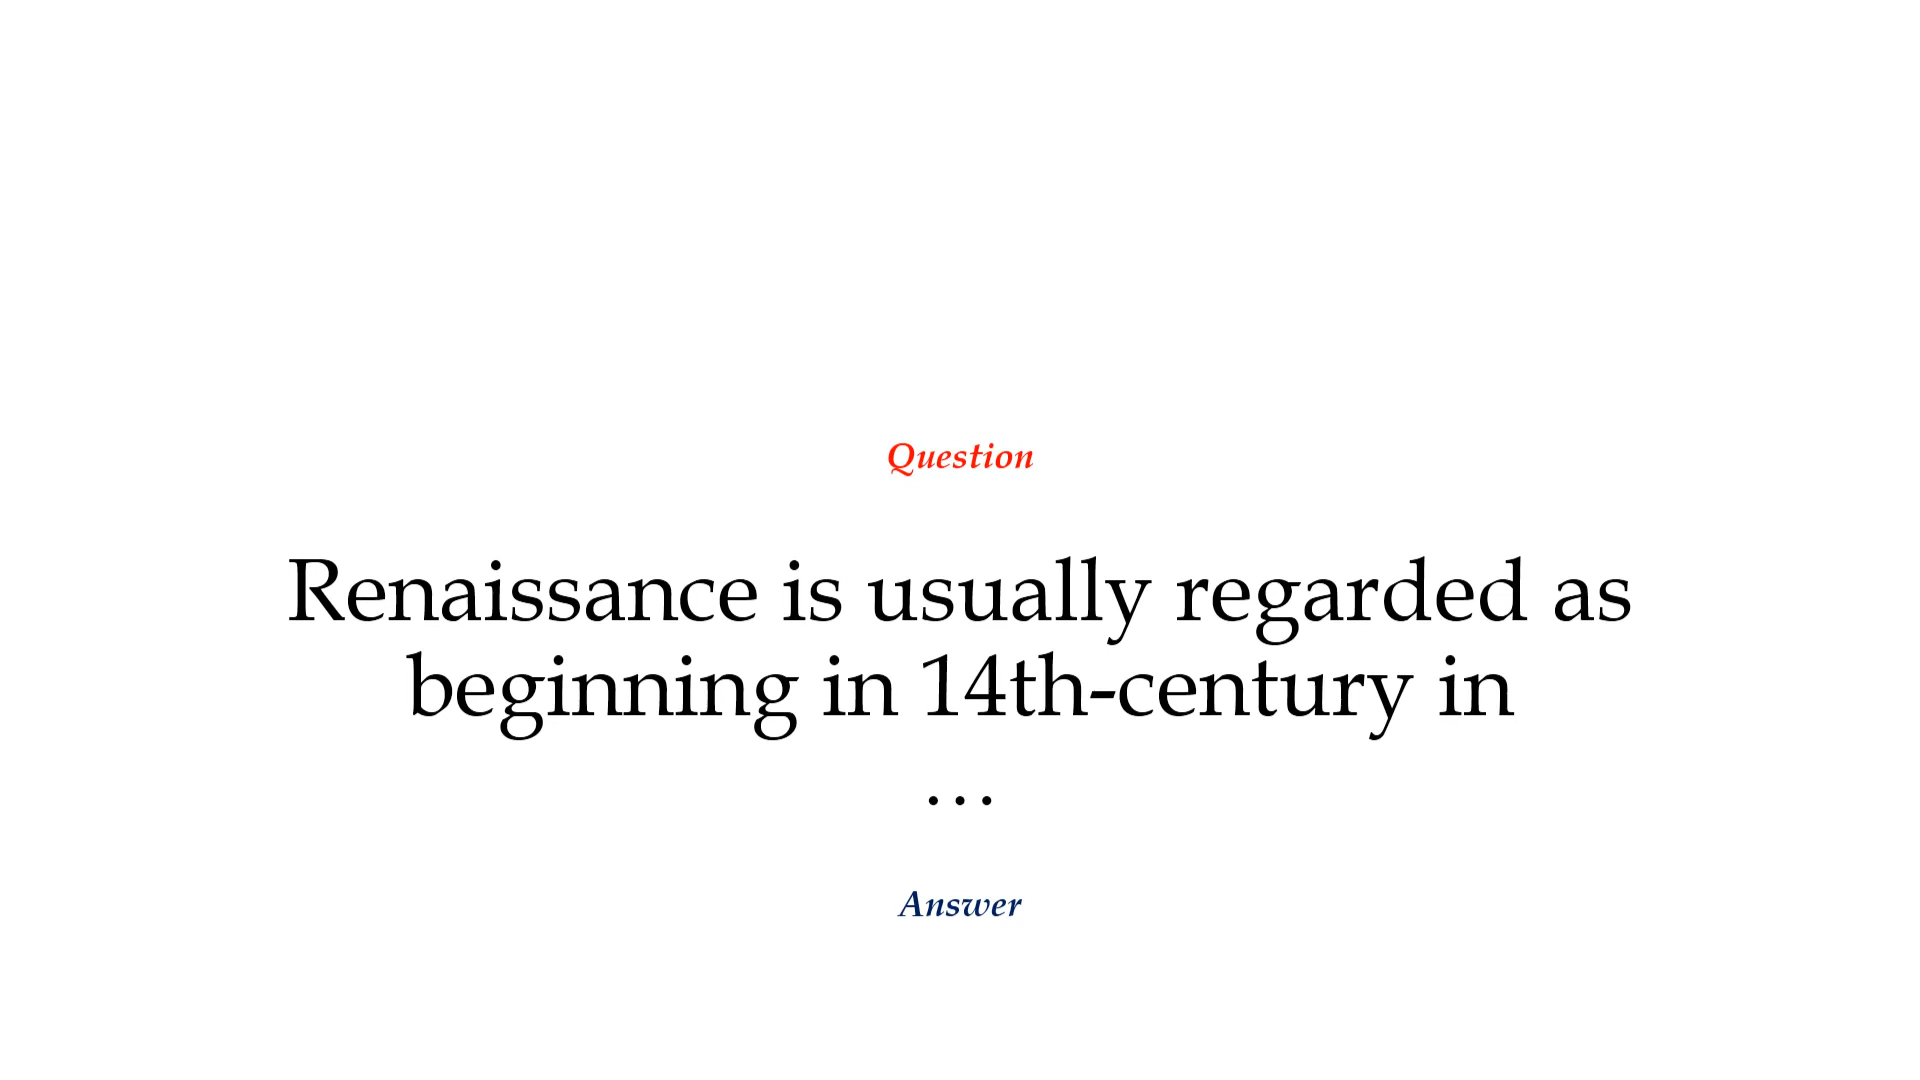 Question
Renaissance is usually regarded as
beginning in 14th-century in
…
Answer